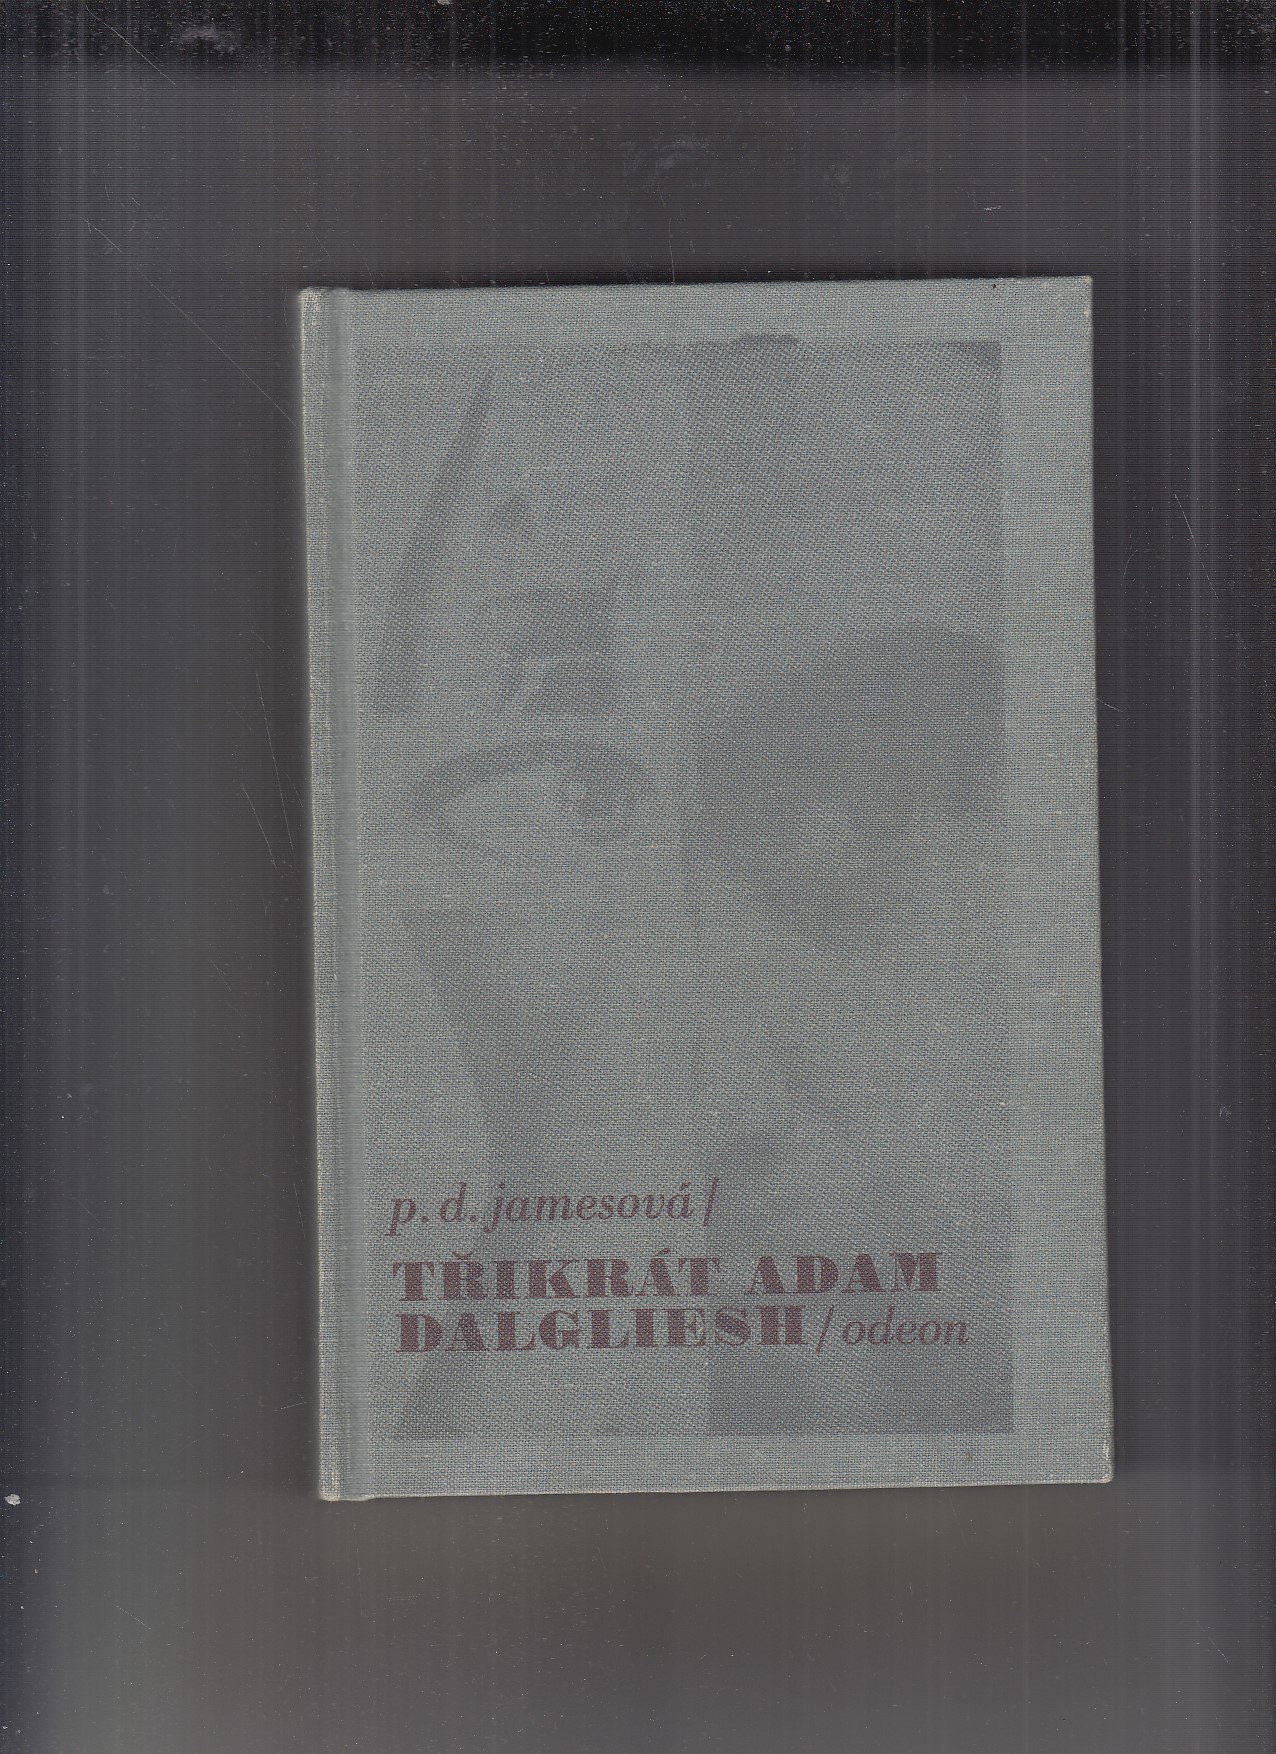 p. d. jamesová /
TŘIKRÁT ADAM
DALGLIESH / odeon